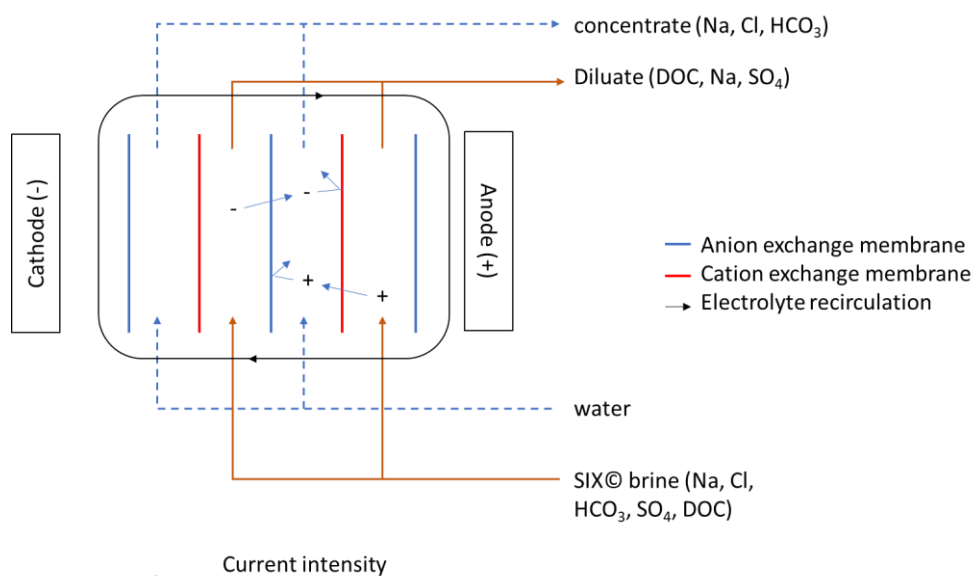 concentrate (Na, Cl, HCO₃)
Diluate (DOC, Na, SO₄)
Cathode (-)
Anode (+)
-
-
+
+
Anion exchange membrane
Cation exchange membrane
Electrolyte recirculation
water
SIX© brine (Na, Cl,
HCO₃, SO₄, DOC)
Current intensity